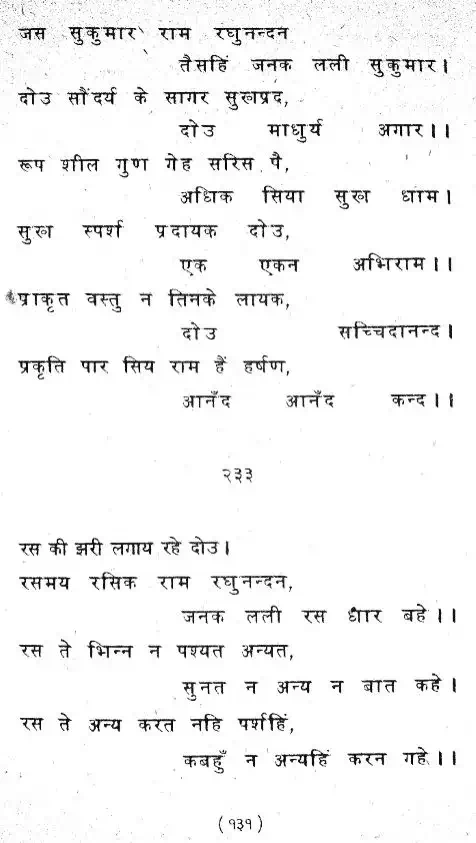 जस सुकुमार राम रघुनन्दन
तैसहिं जनक लली सुकुमार।
दोउ सौंदर्य के सागर सुखप्रद,
दोउ माधुर्य अगार।।
रूप शील गुण गेह सरिस पै,
अधिक सिया सुख धाम।
सुख स्पर्श प्रदायक दोउ,
एक एकन अभिराम।।
प्राकृत वस्तु न तिनके लायक,
दोउ सच्चिदानन्द।
प्रकृति पार सिय राम हैं हर्षण,
आनँद आनँद कन्द।।
२३३
रस की झरी लगाय रहे दोउ।
रसमय रसिक राम रघुनन्दन,
जनक लली रस धार बहे।।
रस ते भिन्न न पश्यत अन्यत,
सुनत न अन्य न बात कहे।
रस ते अन्य करत नहि पर्शहिं,
कबहुँ न अन्यहिं करन गहे।।
(१३१)